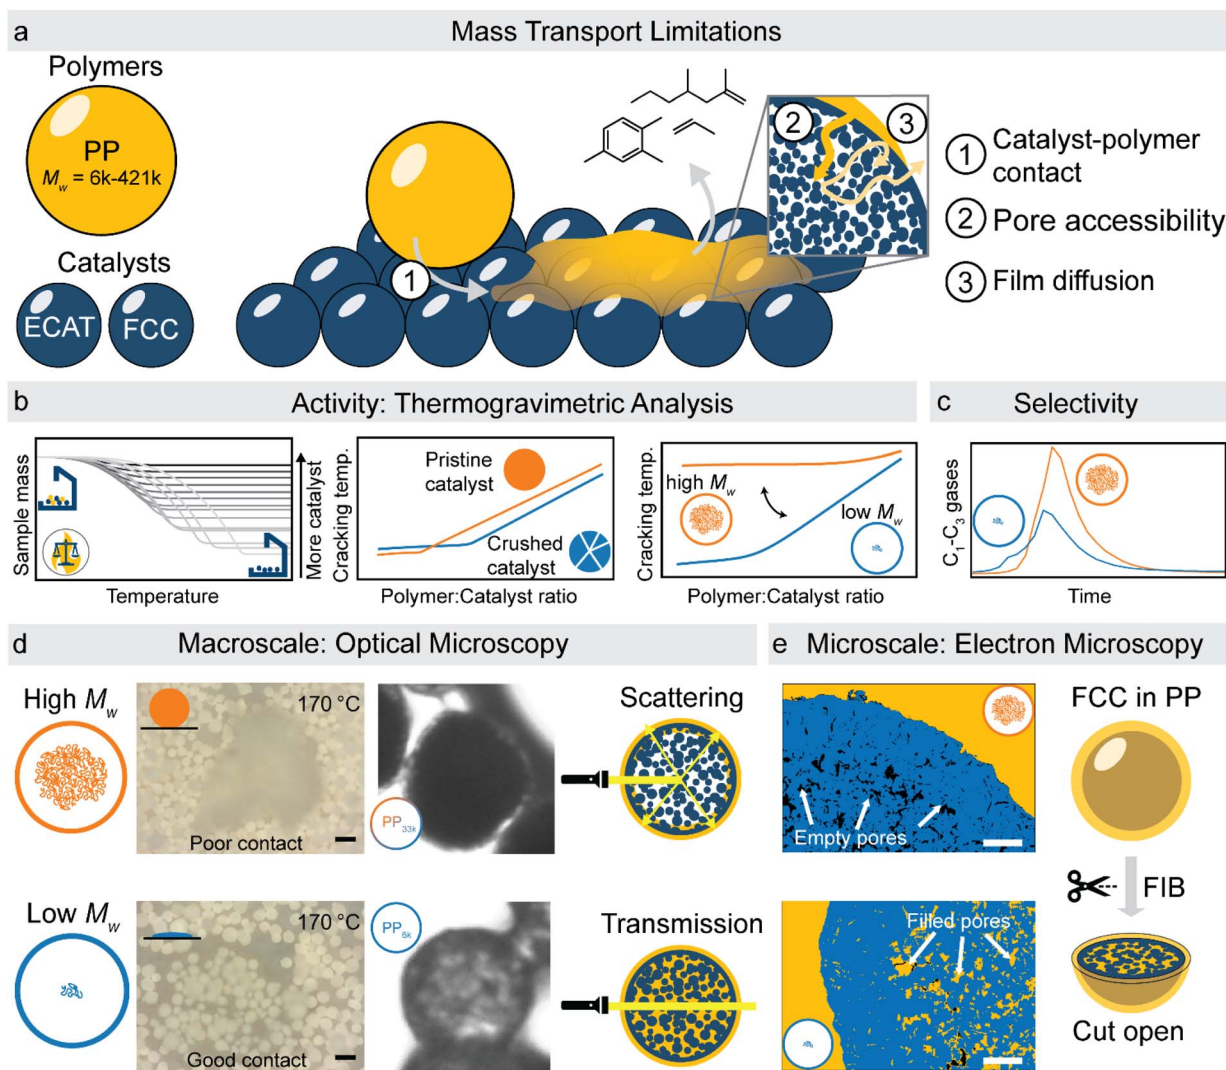 a
Mass Transport Limitations
Polymers
PP
Mw = 6k-421k
Catalysts
ECAT
FCC
1
2
3
1 Catalyst-polymer
contact
2 Pore accessibility
3 Film diffusion
b
Activity: Thermogravimetric Analysis
Sample mass
Temperature
More catalyst
Cracking temp.
Pristine
catalyst
Crushed
catalyst
Polymer:Catalyst ratio
Cracking temp.
high Mw
low Mw
Polymer:Catalyst ratio
c
Selectivity
C1-C3 gases
Time
d
Macroscale: Optical Microscopy
High Mw
170 °C
Poor contact
PP33k
Scattering
Low Mw
170 °C
Good contact
PP6k
Transmission
e
Microscale: Electron Microscopy
Empty pores
FCC in PP
FIB
Filled pores
Cut open